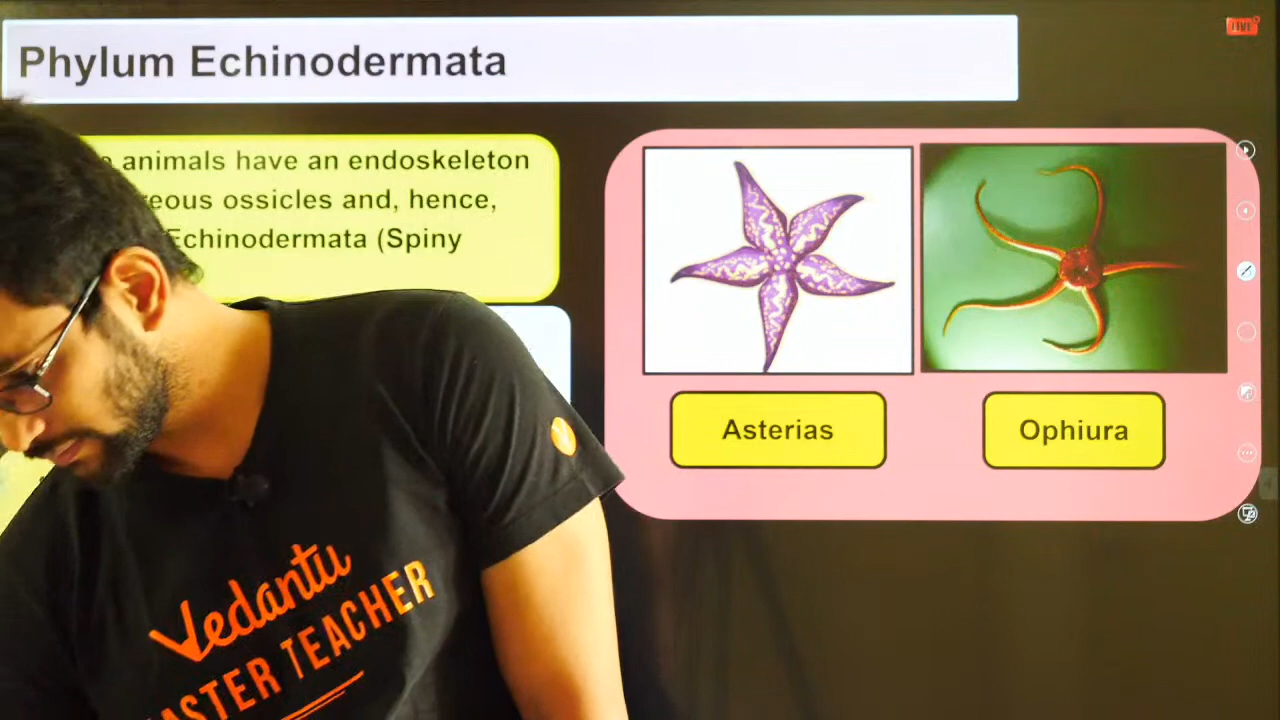 Phylum Echinodermata
animals have an endoskeleton
ossicles and, hence,
Echinodermata (Spiny
Asterias
Ophiura
Vedantu
MASTER TEACHER